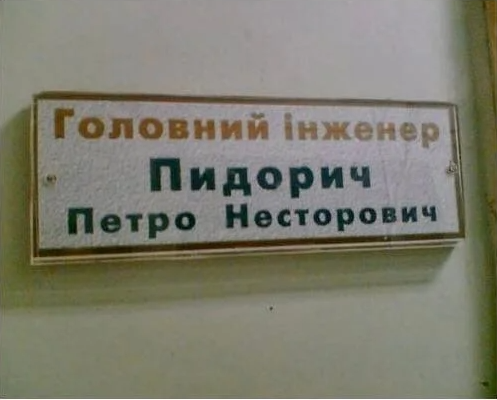 Головний інженер
Пидорич
Петро Несторович